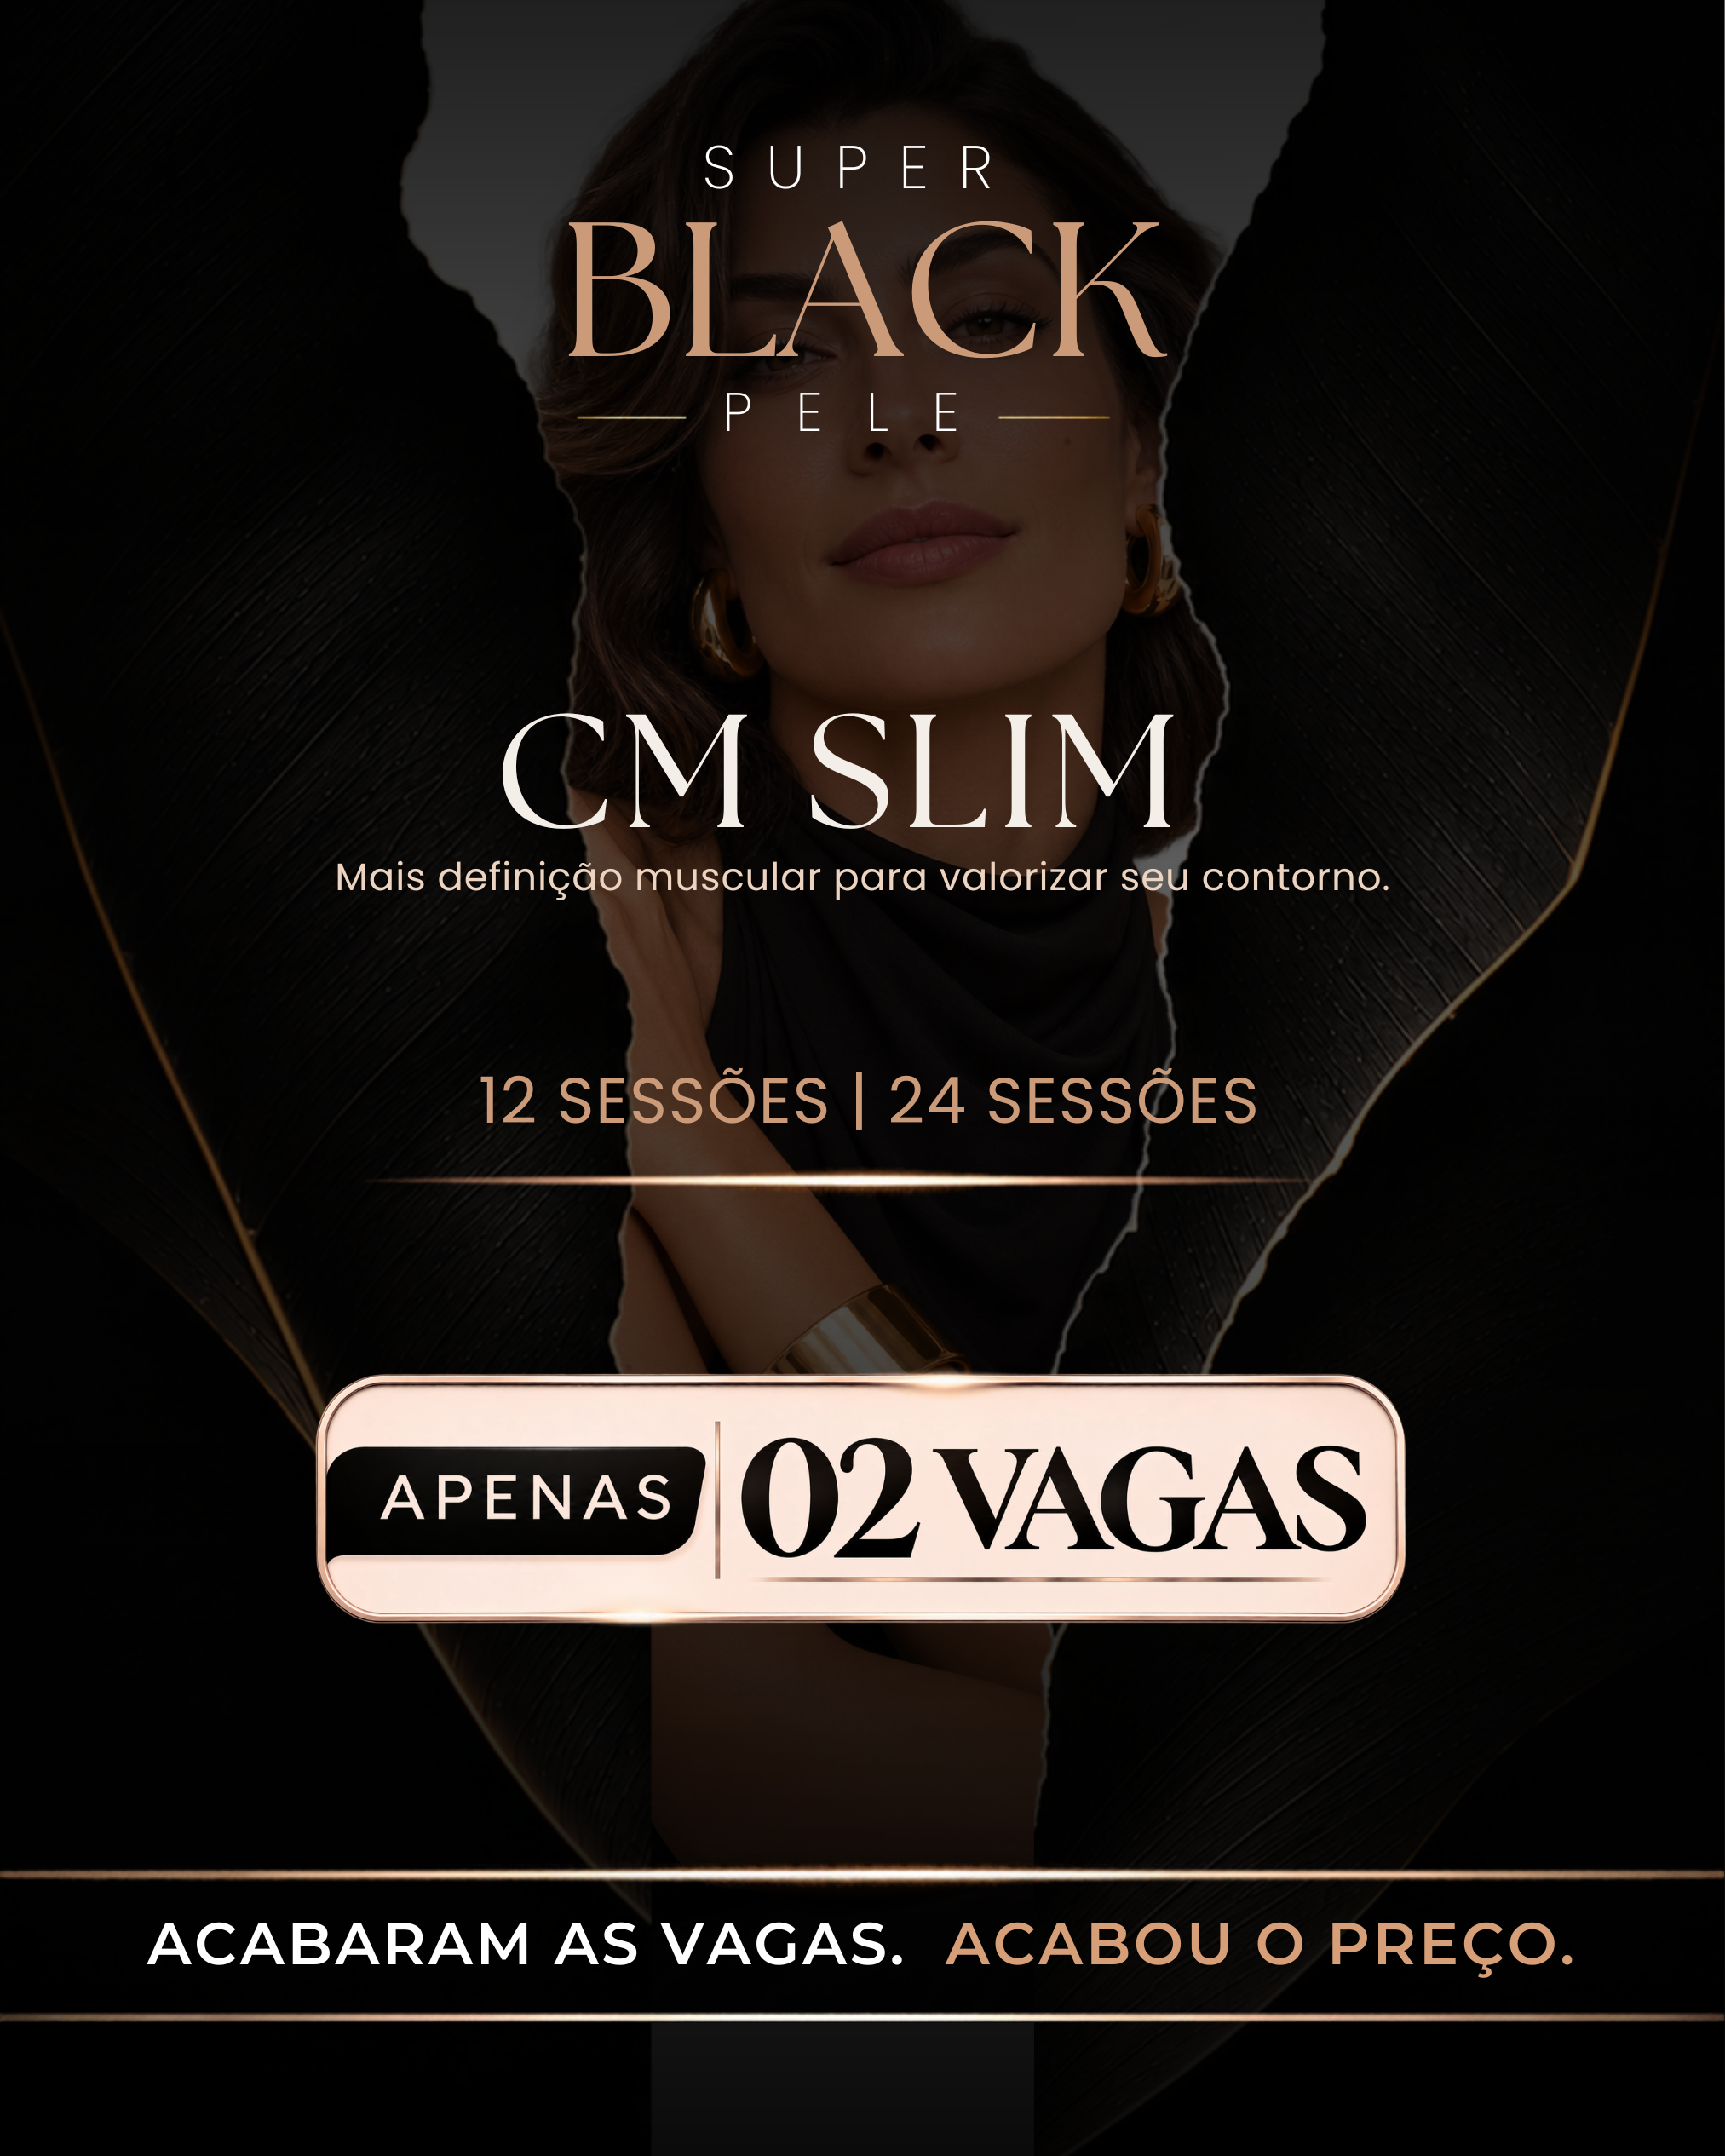 SUPER
BLACK
PELE
CM SLIM
Mais definição muscular para valorizar seu contorno.
12 SESSÕES | 24 SESSÕES
APENAS 02 VAGAS
ACABARAM AS VAGAS. ACABOU O PREÇO.